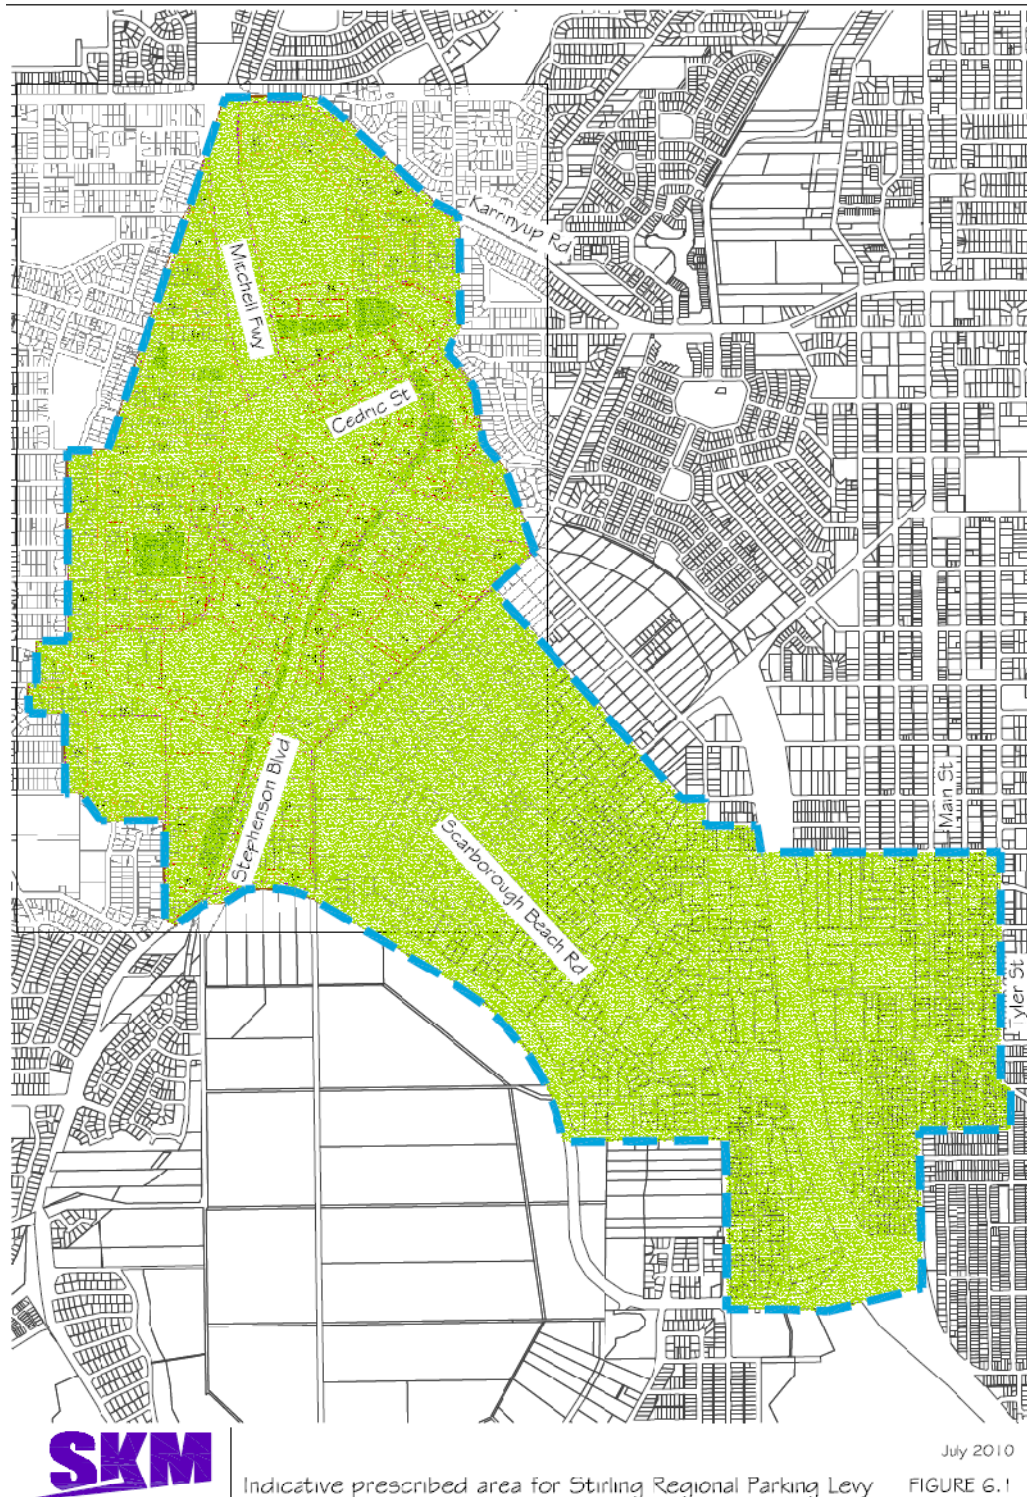 Karrinyup Rd
Mitchell Fwy
Cedric St
Stephenson Blvd
Scarborough Beach Rd
Main St
Tyler St
SKM
July 2010
Indicative prescribed area for Stirling Regional Parking Levy
FIGURE 6.1